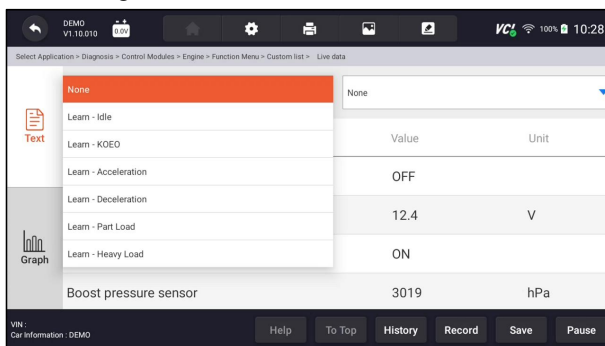 DEMO
V1.10.010
0.0V
VCI
100%
10:28
Select Application > Diagnosis > Control Modules > Engine > Function Menu > Custom list > Live data
Text
Graph
None
Learn - Idle
Learn - KOEO
Learn - Acceleration
Learn - Deceleration
Learn - Part Load
Learn - Heavy Load
None
Value Unit
OFF
12.4 V
ON
Boost pressure sensor 3019 hPa
VIN :
Car Information : DEMO
Help To Top History Record Save Pause